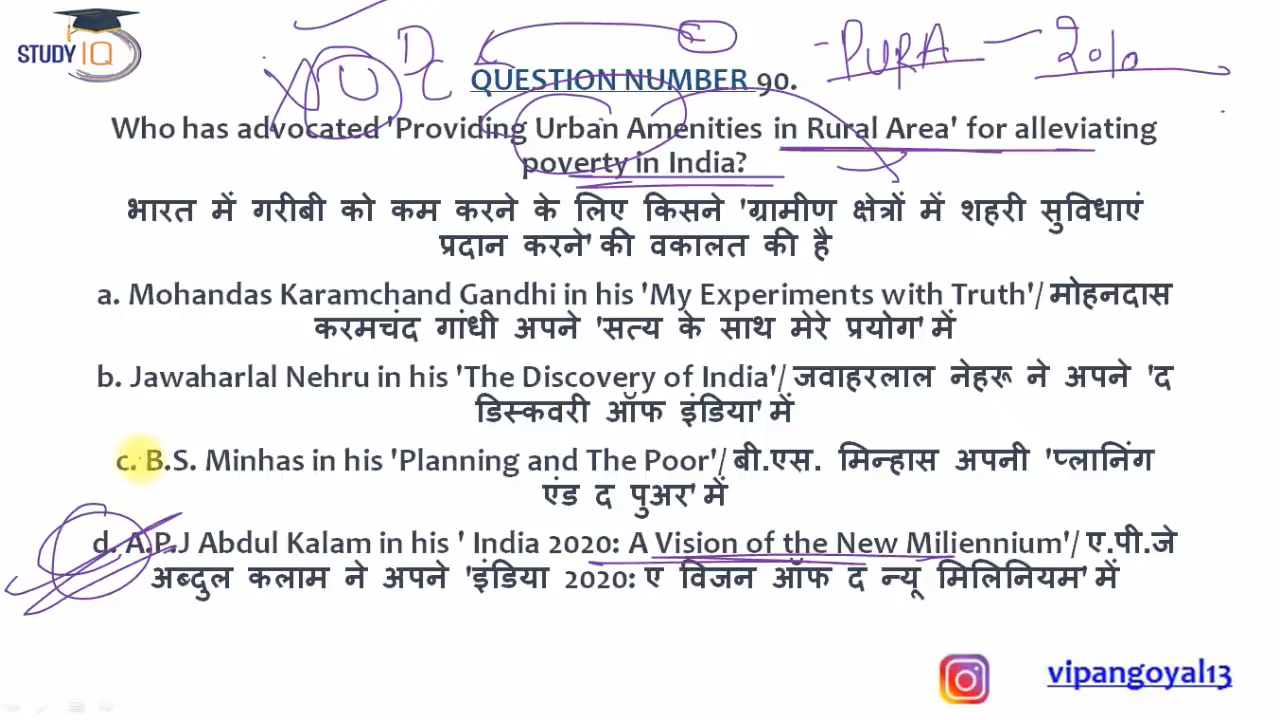 STUDY IQ
PURA - 2010
QUESTION NUMBER 90.
Who has advocated 'Providing Urban Amenities in Rural Area' for alleviating
poverty in India?
भारत में गरीबी को कम करने के लिए किसने 'ग्रामीण क्षेत्रों में शहरी सुविधाएं
प्रदान करने' की वकालत की है
a. Mohandas Karamchand Gandhi in his 'My Experiments with Truth'/ मोहनदास
करमचंद गांधी अपने 'सत्य के साथ मेरे प्रयोग' में
b. Jawaharlal Nehru in his 'The Discovery of India'/ जवाहरलाल नेहरू ने अपने 'द
डिस्कवरी ऑफ इंडिया' में
c. B.S. Minhas in his 'Planning and The Poor'/ बी.एस. मिन्हास अपनी 'प्लानिंग
एंड द पुअर' में
d. A.P.J Abdul Kalam in his ' India 2020: A Vision of the New Miliennium'/ ए.पी.जे
अब्दुल कलाम ने अपने 'इंडिया 2020: ए विजन ऑफ द न्यू मिलिनियम' में
vipangoyal13